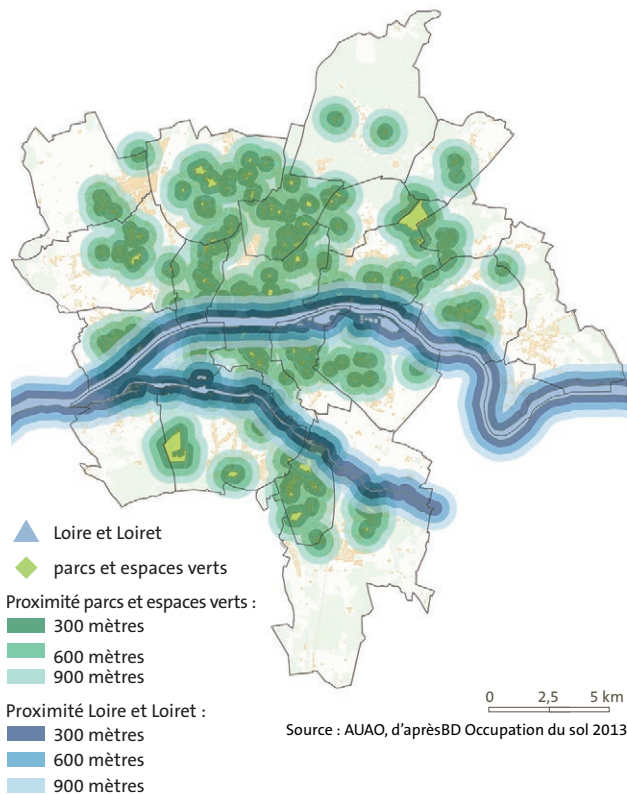 Loire et Loiret
parcs et espaces verts
Proximité parcs et espaces verts :
300 mètres
600 mètres
900 mètres
Proximité Loire et Loiret :
300 mètres
600 mètres
900 mètres
0 2,5 5 km
Source : AUAO, d'aprèsBD Occupation du sol 2013